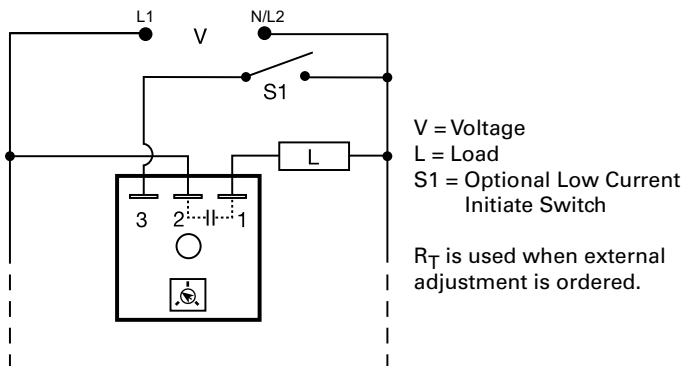 L1
N/L2
V
S1
L
3
2
1
V = Voltage
L = Load
S1 = Optional Low Current
Initiate Switch
RT is used when external
adjustment is ordered.